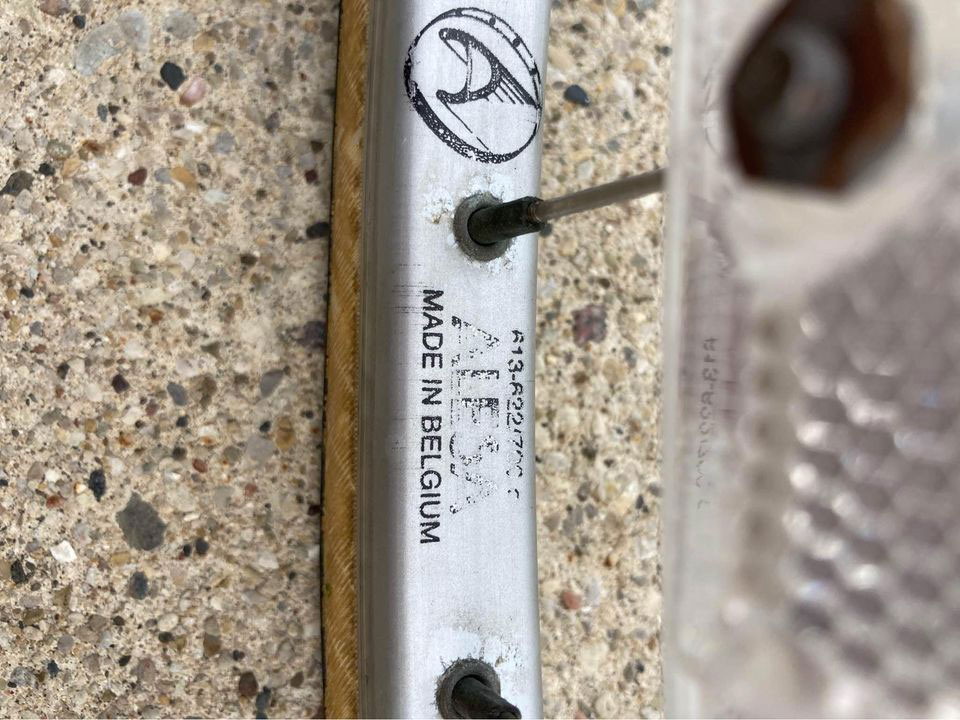 613-622/700 c
ALESA
MADE IN BELGIUM